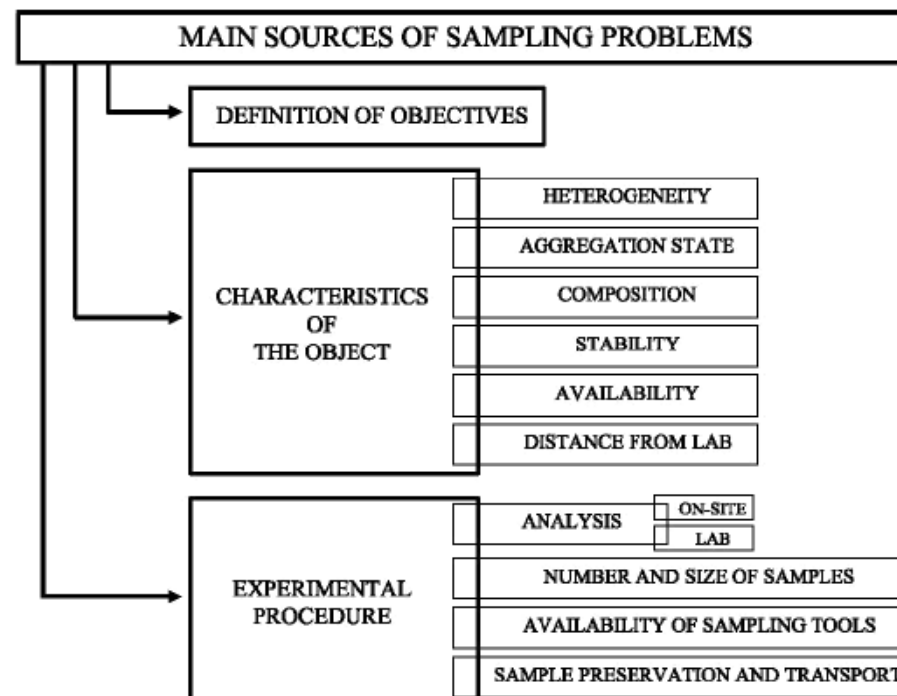 MAIN SOURCES OF SAMPLING PROBLEMS
DEFINITION OF OBJECTIVES
CHARACTERISTICS
OF
THE OBJECT
HETEROGENEITY
AGGREGATION STATE
COMPOSITION
STABILITY
AVAILABILITY
DISTANCE FROM LAB
EXPERIMENTAL
PROCEDURE
ANALYSIS
ON-SITE
LAB
NUMBER AND SIZE OF SAMPLES
AVAILABILITY OF SAMPLING TOOLS
SAMPLE PRESERVATION AND TRANSPORT